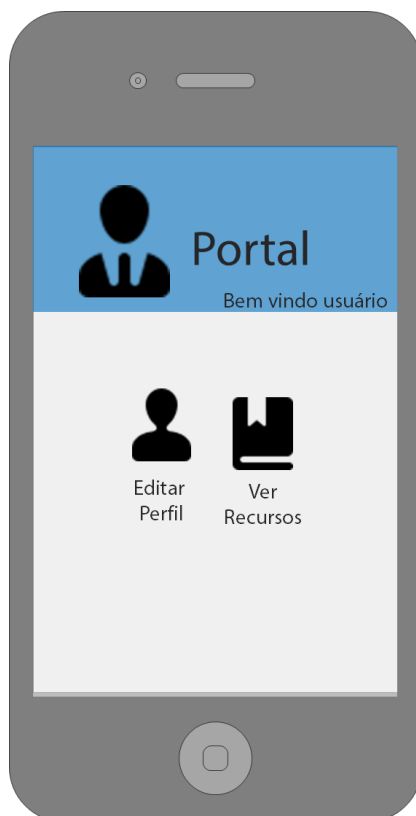 Portal
Bem vindo usuário
Editar
Perfil
Ver
Recursos